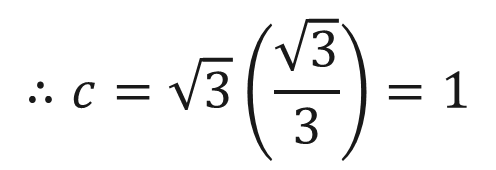 ∴ c = √3 (√3/3) = 1